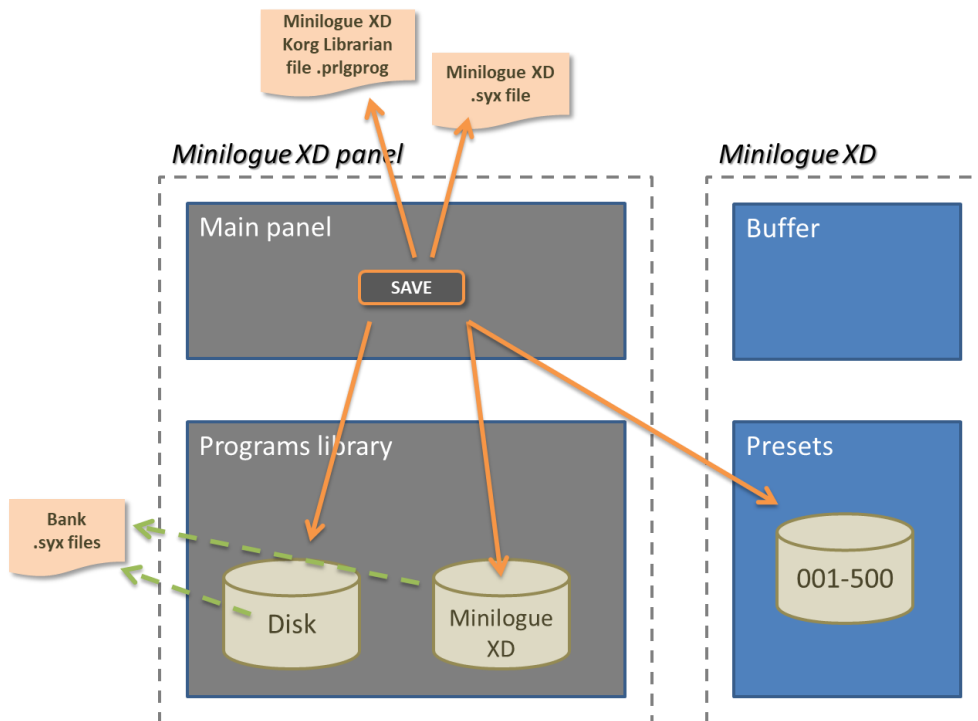 Minilogue XD
Korg Librarian
file .prlgprog
Minilogue XD
.syx file
Minilogue XD panel
Minilogue XD
Main panel
Buffer
SAVE
Programs library
Presets
Bank
.syx files
001-500
Disk
Minilogue
XD